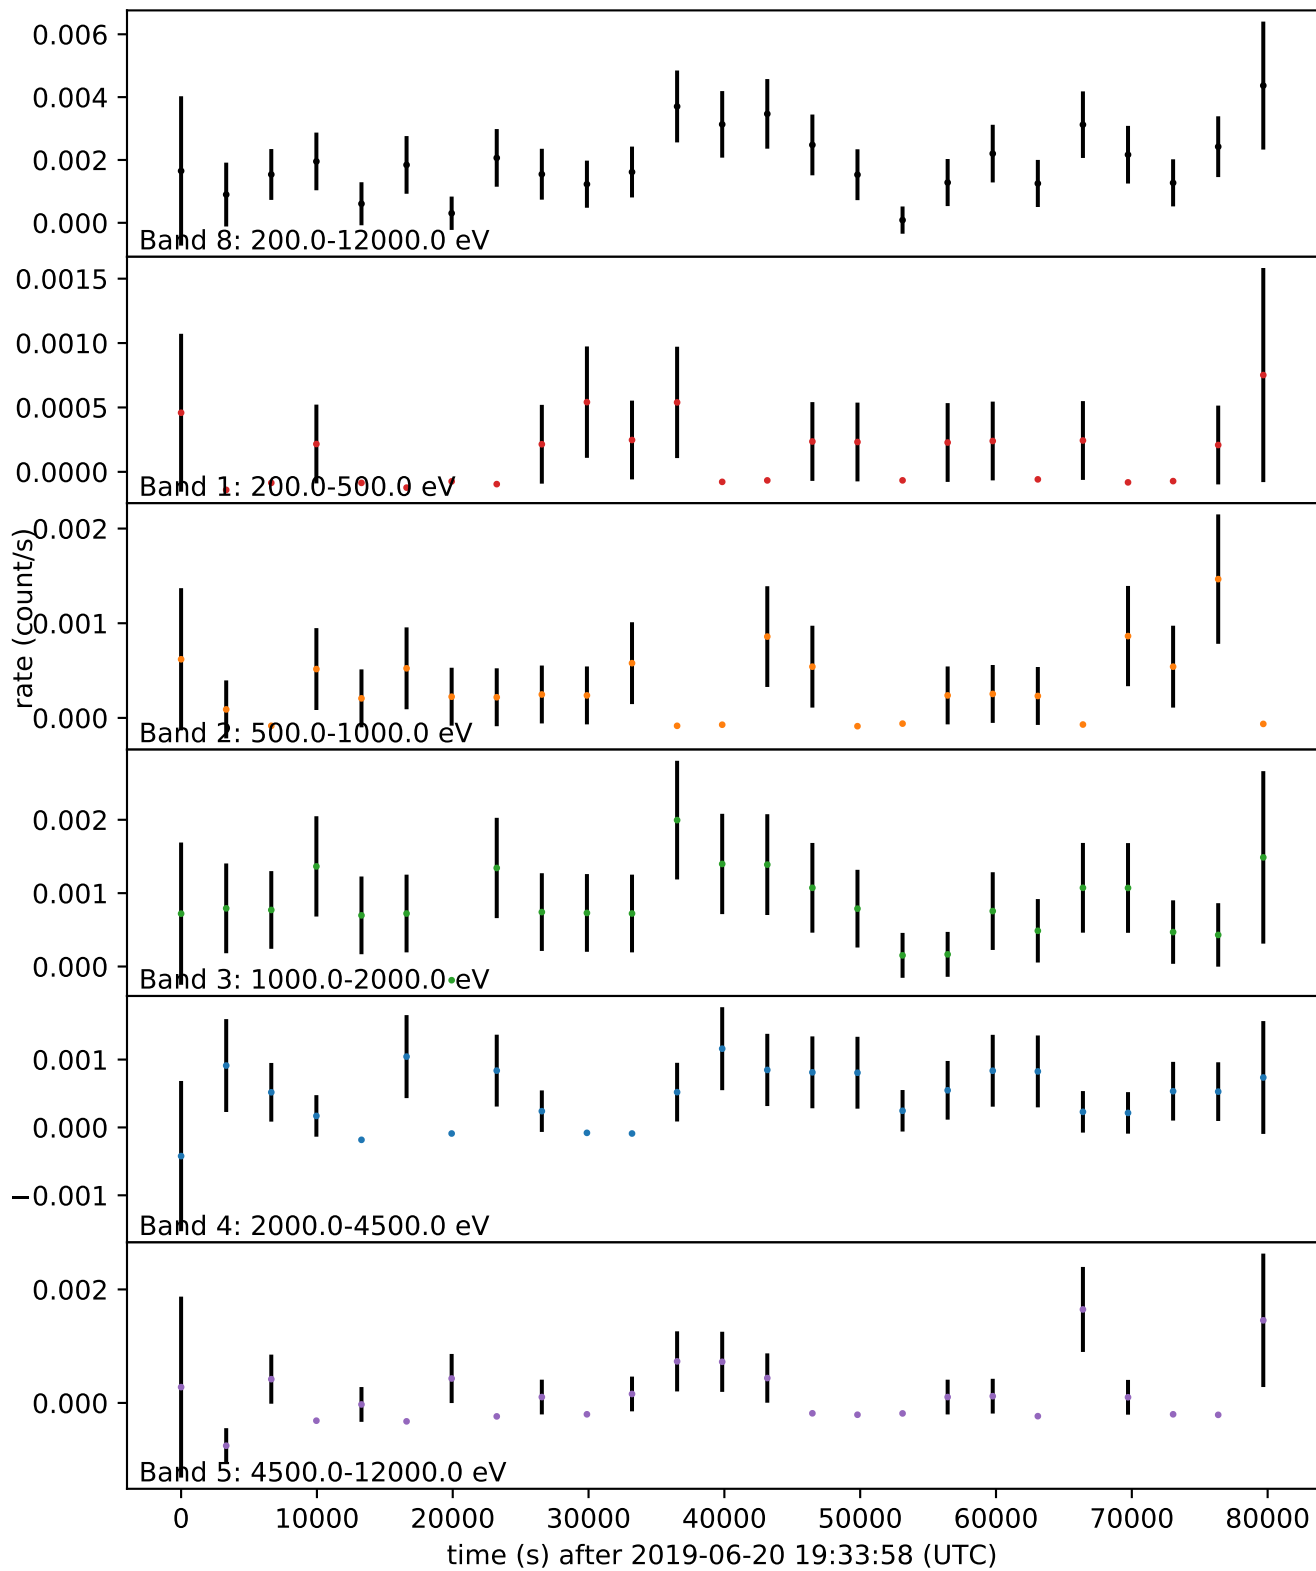 0.006
0.004
0.002
0.000
Band 8: 200.0-12000.0 eV
0.0015
0.0010
0.0005
0.0000
Band 1: 200.0-500.0 eV
rate (count/s)
0.002
0.001
0.000
Band 2: 500.0-1000.0 eV
0.002
0.001
0.000
Band 3: 1000.0-2000.0 eV
0.001
0.000
−0.001
Band 4: 2000.0-4500.0 eV
0.002
0.000
Band 5: 4500.0-12000.0 eV
0 10000 20000 30000 40000 50000 60000 70000 80000
time (s) after 2019-06-20 19:33:58 (UTC)